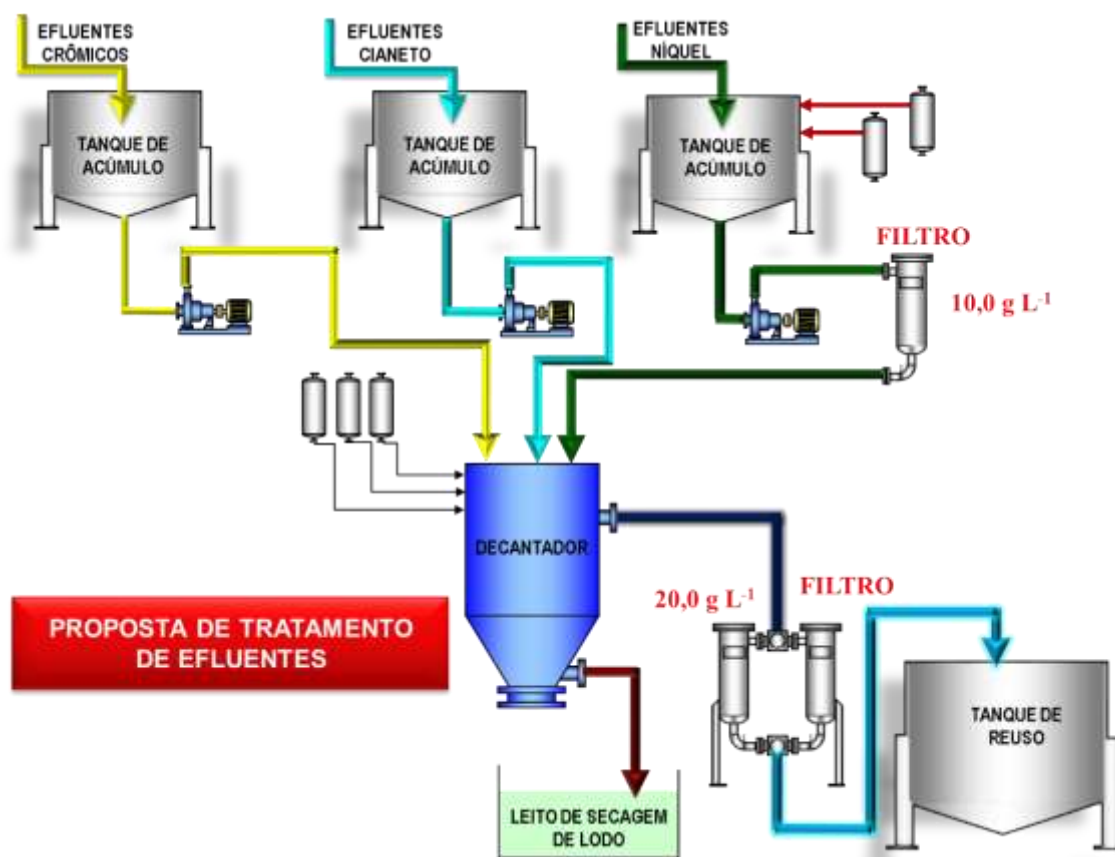 EFLUENTES
CRÔMICOS
EFLUENTES
CIANETO
EFLUENTES
NÍQUEL
TANQUE DE
ACÚMULO
TANQUE DE
ACÚMULO
TANQUE DE
ACÚMULO
FILTRO
10,0 g L⁻¹
DECANTADOR
20,0 g L⁻¹
FILTRO
PROPOSTA DE TRATAMENTO
DE EFLUENTES
TANQUE DE
REUSO
LEITO DE SECAGEM
DE LODO